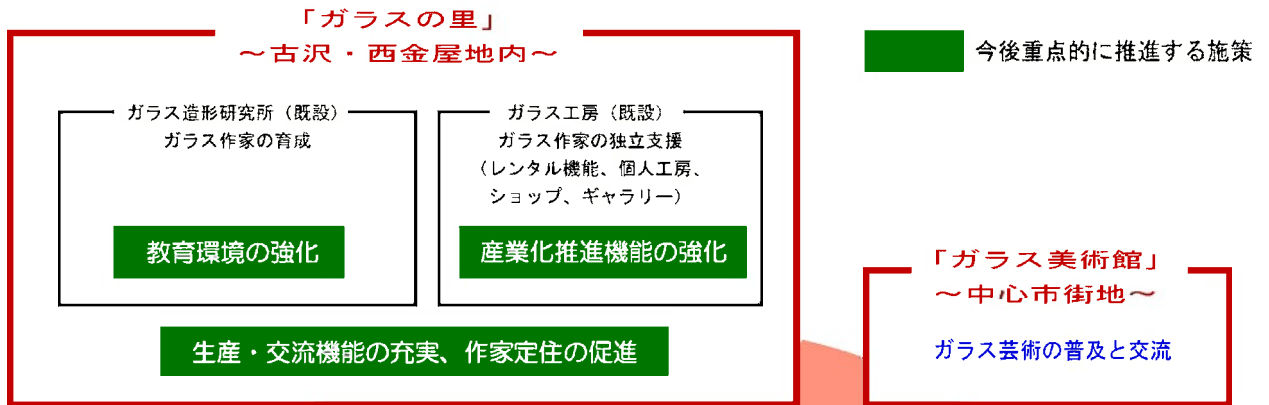 「ガラスの里」
～古沢・西金屋地内～
今後重点的に推進する施策
ガラス造形研究所（既設）
ガラス作家の育成
教育環境の強化
ガラス工房（既設）
ガラス作家の独立支援
（レンタル機能、個人工房、
ショップ、ギャラリー）
産業化推進機能の強化
生産・交流機能の充実、作家定住の促進
「ガラス美術館」
～中心市街地～
ガラス芸術の普及と交流